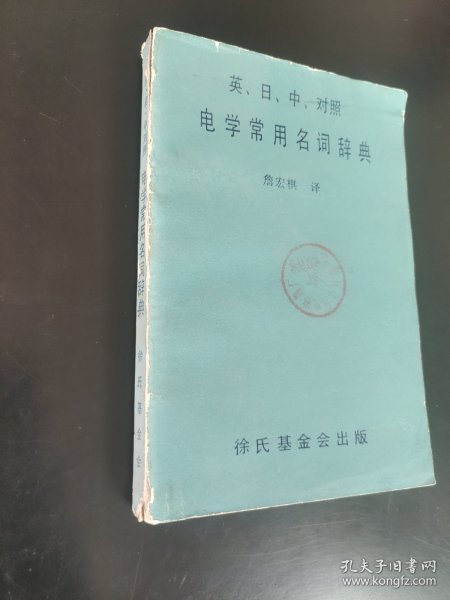 英、日、中、对照
电学常用名词辞典
詹宏棋 译
徐氏基金会出版
电学常用名词辞典
徐氏基金会
孔夫子旧书网
www.kongfz.com